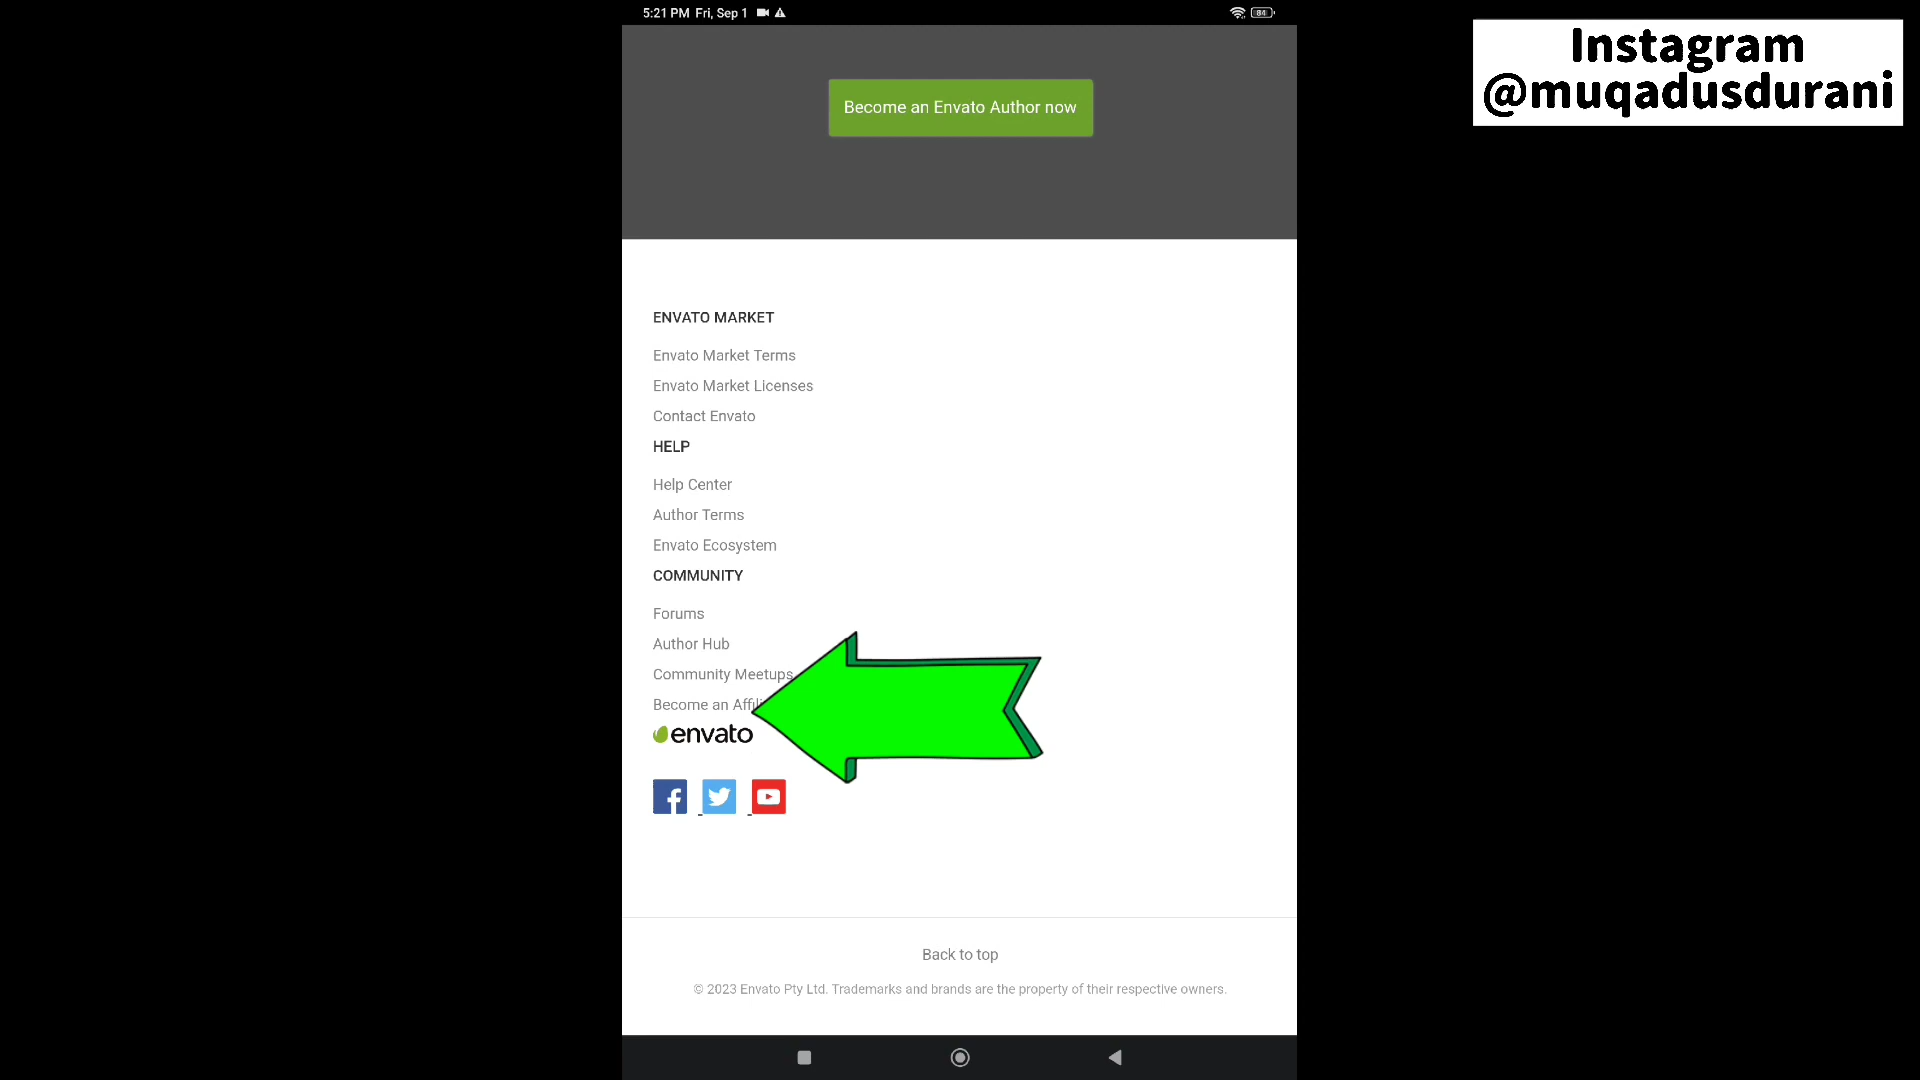 5:21 PM Fri, Sep 1
84
Instagram
@muqadusdurani
Become an Envato Author now
ENVATO MARKET
Envato Market Terms
Envato Market Licenses
Contact Envato
HELP
Help Center
Author Terms
Envato Ecosystem
COMMUNITY
Forums
Author Hub
Community Meetups
Become an
envato
Back to top
© 2023 Envato Pty Ltd. Trademarks and brands are the property of their respective owners.